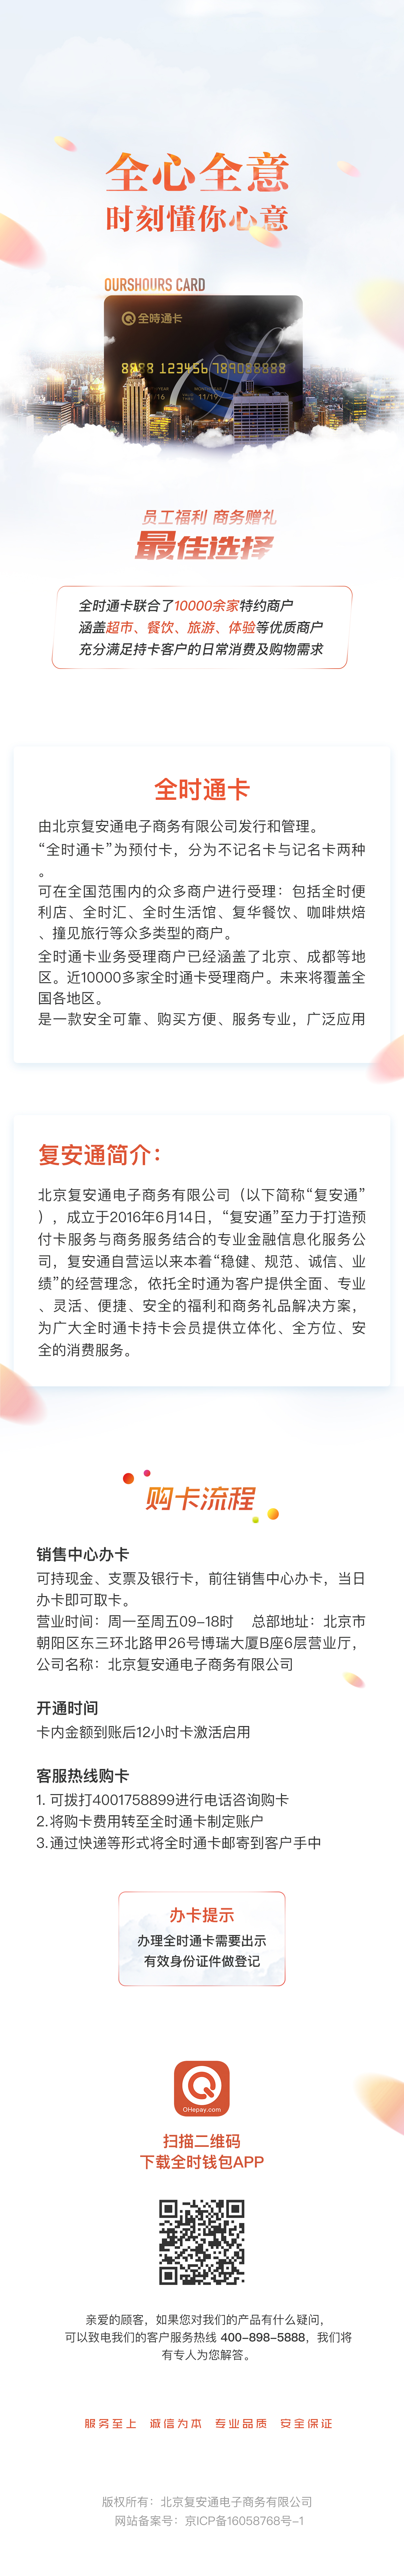 全心全意
时刻懂你心意
OURSHOURS CARD
全時通卡
8888 123456 789088888
11/19
员工福利 商务赠礼
最佳选择
全时通卡联合了10000余家特约商户
涵盖超市、餐饮、旅游、体验等优质商户
充分满足持卡客户的日常消费及购物需求
全时通卡
由北京复安通电子商务有限公司发行和管理。
“全时通卡”为预付卡，分为不记名卡与记名卡两种
。
可在全国范围内的众多商户进行受理：包括全时便
利店、全时汇、全时生活馆、复华餐饮、咖啡烘焙
、撞见旅行等众多类型的商户。
全时通卡业务受理商户已经涵盖了北京、成都等地
区。近10000多家全时通卡受理商户。未来将覆盖全
国各地区。
是一款安全可靠、购买方便、服务专业，广泛应用
复安通简介：
北京复安通电子商务有限公司（以下简称“复安通”
），成立于2016年6月14日，“复安通”至力于打造预
付卡服务与商务服务结合的专业金融信息化服务公
司，复安通自营运以来本着“稳健、规范、诚信、业
绩”的经营理念，依托全时通为客户提供全面、专业
、灵活、便捷、安全的福利和商务礼品解决方案，
为广大全时通卡持卡会员提供立体化、全方位、安
全的消费服务。
购卡流程
销售中心办卡
可持现金、支票及银行卡，前往销售中心办卡，当日
办卡即可取卡。
营业时间：周一至周五09-18时 总部地址：北京市
朝阳区东三环北路甲26号博瑞大厦B座6层营业厅，
公司名称：北京复安通电子商务有限公司
开通时间
卡内金额到账后12小时卡激活启用
客服热线购卡
1. 可拨打4001758899进行电话咨询购卡
2.将购卡费用转至全时通卡制定账户
3.通过快递等形式将全时通卡邮寄到客户手中
办卡提示
办理全时通卡需要出示
有效身份证件做登记
OHepay.com
扫描二维码
下载全时钱包APP
亲爱的顾客，如果您对我们的产品有什么疑问，
可以致电我们的客户服务热线 400-898-5888，我们将
有专人为您解答。
服务至上 诚信为本 专业品质 安全保证
版权所有：北京复安通电子商务有限公司
网站备案号：京ICP备16058768号-1